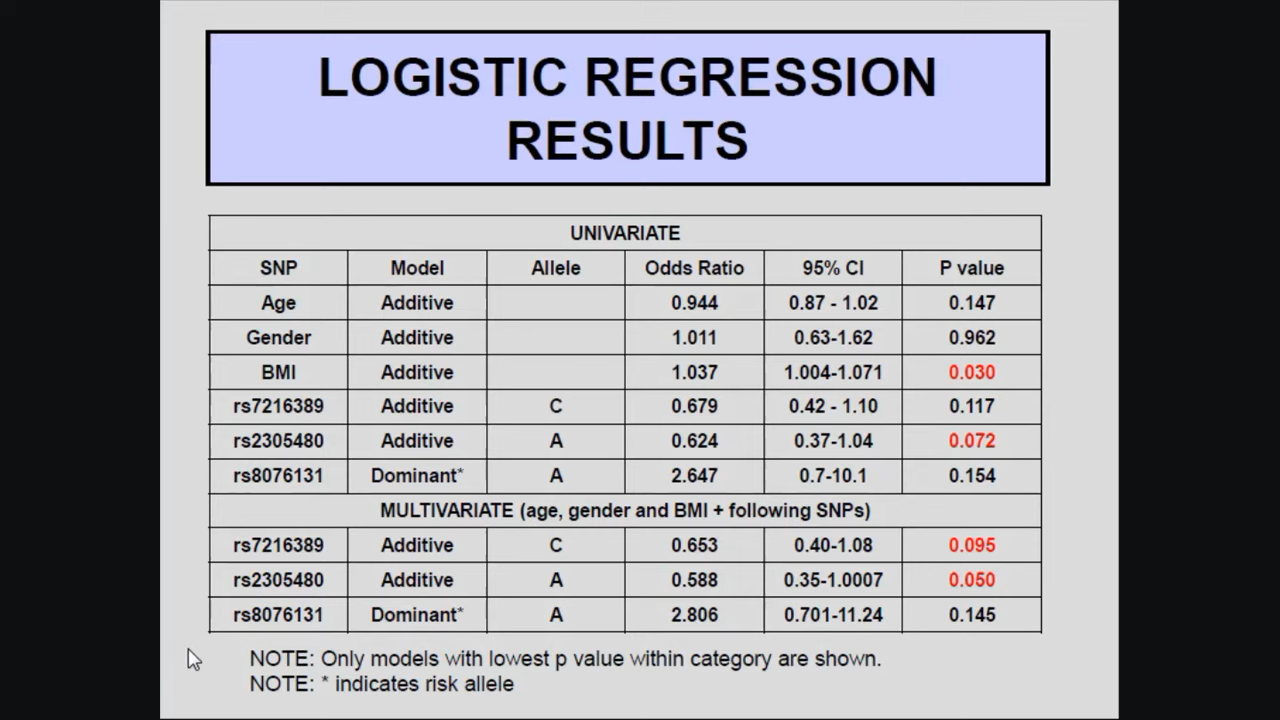 LOGISTIC REGRESSION
RESULTS
UNIVARIATE
SNP Model Allele Odds Ratio 95% CI P value
Age Additive 0.944 0.87 - 1.02 0.147
Gender Additive 1.011 0.63-1.62 0.962
BMI Additive 1.037 1.004-1.071 0.030
rs7216389 Additive C 0.679 0.42 - 1.10 0.117
rs2305480 Additive A 0.624 0.37-1.04 0.072
rs8076131 Dominant* A 2.647 0.7-10.1 0.154
MULTIVARIATE (age, gender and BMI + following SNPs)
rs7216389 Additive C 0.653 0.40-1.08 0.095
rs2305480 Additive A 0.588 0.35-1.0007 0.050
rs8076131 Dominant* A 2.806 0.701-11.24 0.145
NOTE: Only models with lowest p value within category are shown.
NOTE: * indicates risk allele